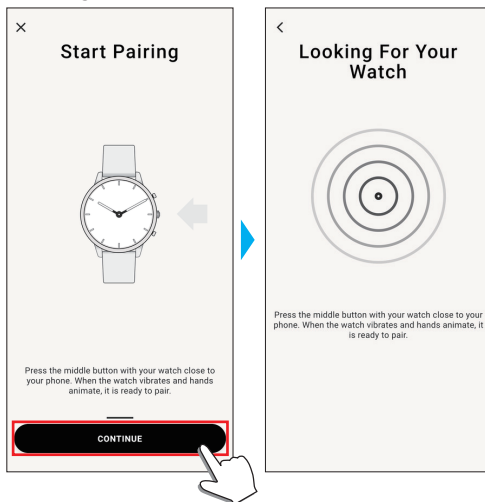 Start Pairing
Press the middle button with your watch close to
your phone. When the watch vibrates and hands
animate, it is ready to pair.
CONTINUE
Looking For Your
Watch
Press the middle button with your watch close to your
phone. When the watch vibrates and hands animate, it
is ready to pair.